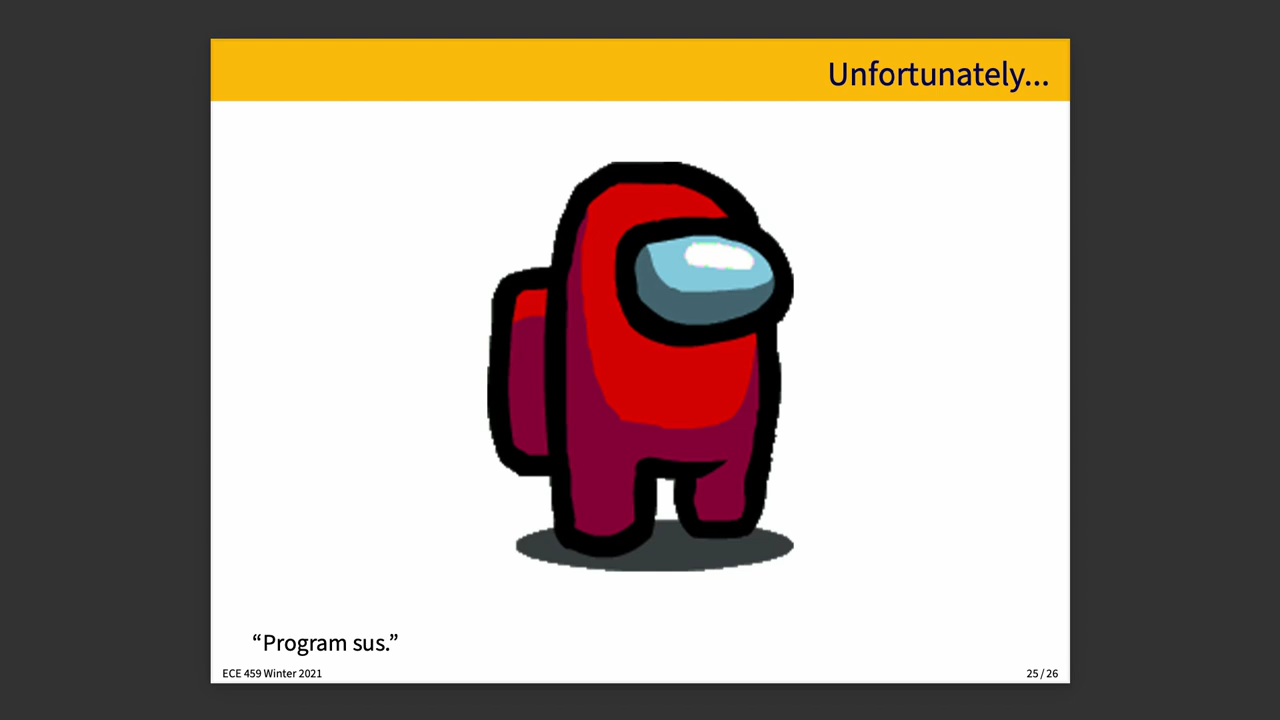 Unfortunately...
“Program sus.”
ECE 459 Winter 2021
25 / 26